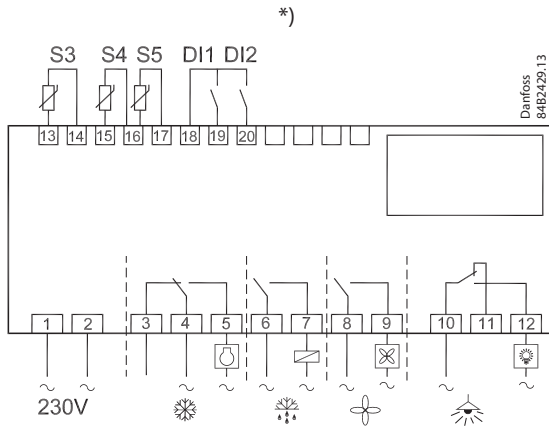 *)
S3 S4 S5 DI1 DI2
Danfoss
84B2429.13
13 14 15 16 17 18 19 20
1 2 3 4 5 6 7 8 9 10 11 12
230V